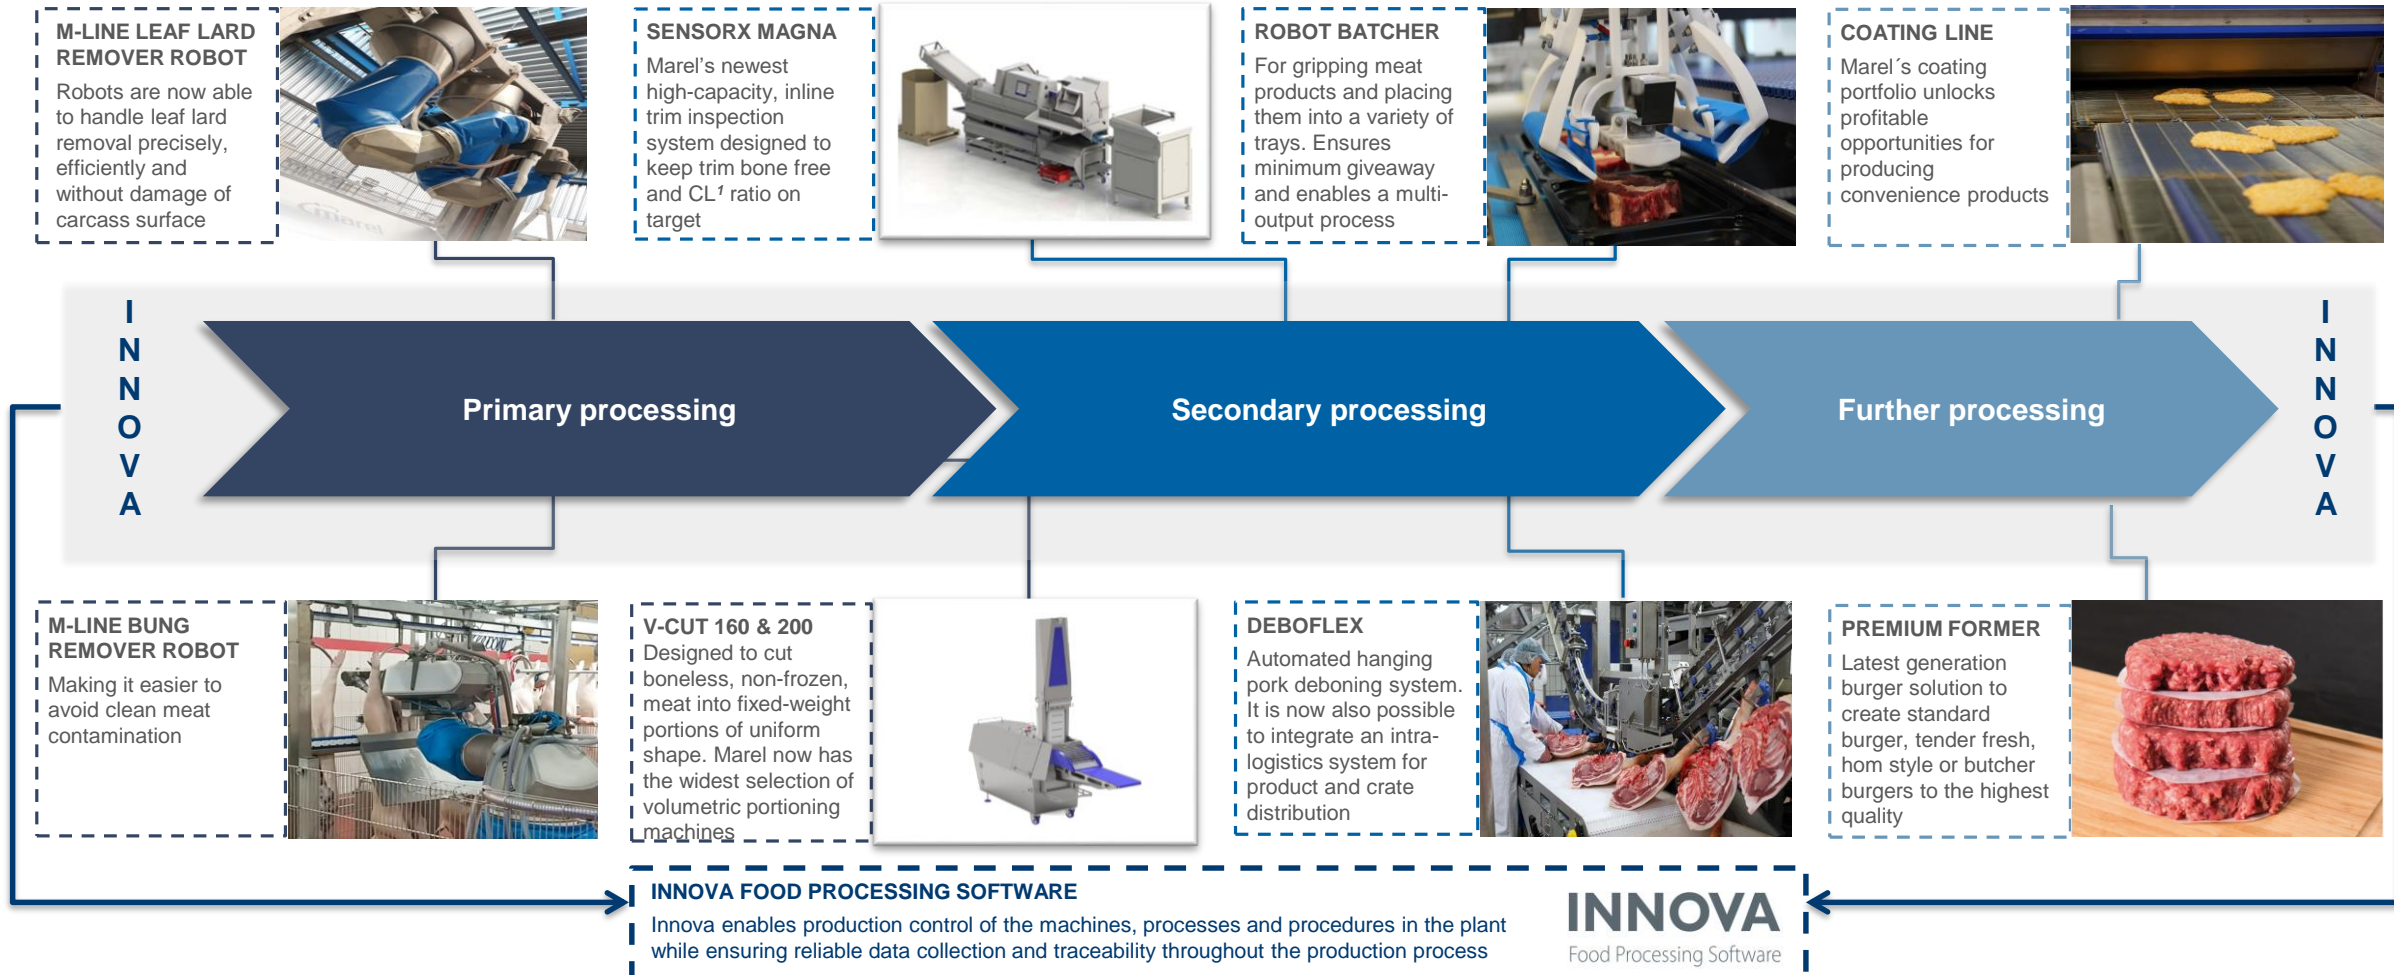 M-LINE LEAF LARD
REMOVER ROBOT
Robots are now able
to handle leaf lard
removal precisely,
efficiently and
without damage of
carcass surface
marel
SENSORX MAGNA
Marel's newest
high-capacity, inline
trim inspection
system designed to
keep trim bone free
and CL¹ ratio on
target
ROBOT BATCHER
For gripping meat
products and placing
them into a variety of
trays. Ensures
minimum giveaway
and enables a multi-
output process
COATING LINE
Marel´s coating
portfolio unlocks
profitable
opportunities for
producing
convenience products
I
N
N
O
V
A
Primary processing
Secondary processing
Further processing
I
N
N
O
V
A
M-LINE BUNG
REMOVER ROBOT
Making it easier to
avoid clean meat
contamination
V-CUT 160 & 200
Designed to cut
boneless, non-frozen,
meat into fixed-weight
portions of uniform
shape. Marel now has
the widest selection of
volumetric portioning
machines
DEBOFLEX
Automated hanging
pork deboning system.
It is now also possible
to integrate an intra-
logistics system for
product and crate
distribution
PREMIUM FORMER
Latest generation
burger solution to
create standard
burger, tender fresh,
hom style or butcher
burgers to the highest
quality
INNOVA FOOD PROCESSING SOFTWARE
Innova enables production control of the machines, processes and procedures in the plant
while ensuring reliable data collection and traceability throughout the production process
INNOVA
Food Processing Software